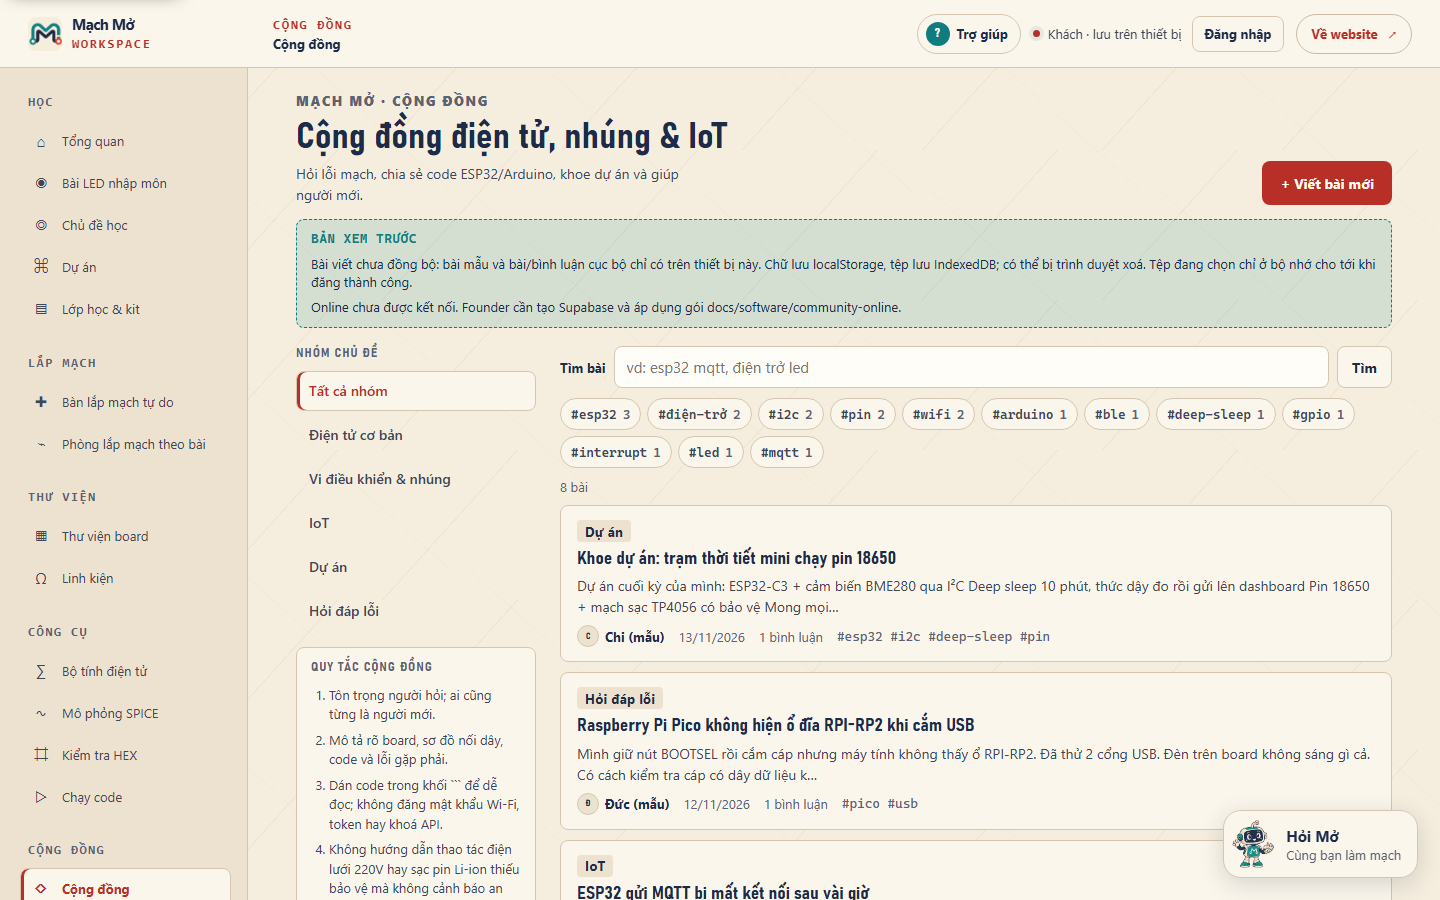 Mạch Mở
WORKSPACE
CỘNG ĐỒNG
Cộng đồng
? Trợ giúp
Khách · lưu trên thiết bị
Đăng nhập
Về website ↗
HỌC
Tổng quan
Bài LED nhập môn
Chủ đề học
Dự án
Lớp học & kit
LẮP MẠCH
Bàn lắp mạch tự do
Phòng lắp mạch theo bài
THƯ VIỆN
Thư viện board
Linh kiện
CÔNG CỤ
Bộ tính điện tử
Mô phỏng SPICE
Kiểm tra HEX
Chạy code
CỘNG ĐỒNG
Cộng đồng
MẠCH MỞ · CỘNG ĐỒNG
Cộng đồng điện tử, nhúng & IoT
Hỏi lỗi mạch, chia sẻ code ESP32/Arduino, khoe dự án và giúp
người mới.
+ Viết bài mới
BẢN XEM TRƯỚC
Bài viết chưa đồng bộ: bài mẫu và bài/bình luận cục bộ chỉ có trên thiết bị này. Chữ lưu localStorage, tệp lưu IndexedDB; có thể bị trình duyệt xoá. Tệp đang chọn chỉ ở bộ nhớ cho tới khi
đăng thành công.
Online chưa được kết nối. Founder cần tạo Supabase và áp dụng gói docs/software/community-online.
NHÓM CHỦ ĐỀ
Tất cả nhóm
Điện tử cơ bản
Vi điều khiển & nhúng
IoT
Dự án
Hỏi đáp lỗi
QUY TẮC CỘNG ĐỒNG
1. Tôn trọng người hỏi; ai cũng
từng là người mới.
2. Mô tả rõ board, sơ đồ nối dây,
code và lỗi gặp phải.
3. Dán code trong khối ``` để dễ
đọc; không đăng mật khẩu Wi-Fi,
token hay khoá API.
4. Không hướng dẫn thao tác điện
lưới 220V hay sạc pin Li-ion thiếu
bảo vệ mà không cảnh báo an
Tìm bài
vd: esp32 mqtt, điện trở led
Tìm
#esp32 3 #điện-trở 2 #i2c 2 #pin 2 #wifi 2 #arduino 1 #ble 1 #deep-sleep 1 #gpio 1
#interrupt 1 #led 1 #mqtt 1
8 bài
Dự án
Khoe dự án: trạm thời tiết mini chạy pin 18650
Dự án cuối kỳ của mình: ESP32-C3 + cảm biến BME280 qua I²C Deep sleep 10 phút, thức dậy đo rồi gửi lên dashboard Pin 18650
+ mạch sạc TP4056 có bảo vệ Mong mọi…
C Chi (mẫu) 13/11/2026 1 bình luận #esp32 #i2c #deep-sleep #pin
Hỏi đáp lỗi
Raspberry Pi Pico không hiện ổ đĩa RPI-RP2 khi cắm USB
Mình giữ nút BOOTSEL rồi cắm cáp nhưng máy tính không thấy ổ RPI-RP2. Đã thử 2 cổng USB. Đèn trên board không sáng gì cả.
Có cách kiểm tra cáp có dây dữ liệu k…
Đ Đức (mẫu) 12/11/2026 1 bình luận #pico #usb
IoT
ESP32 gửi MQTT bị mất kết nối sau vài giờ
Hỏi Mở
Cùng bạn làm mạch